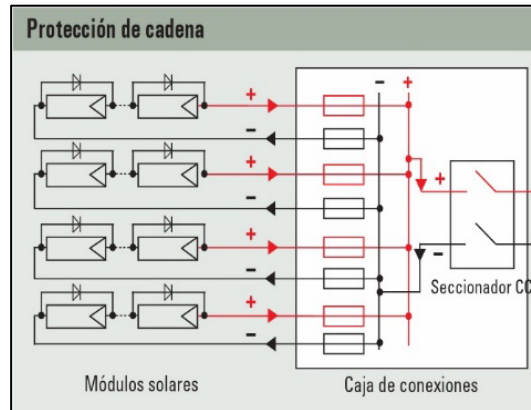 Protección de cadena
− +
+
−
+
−
+
−
+
−
+
−
Seccionador CC
Módulos solares
Caja de conexiones